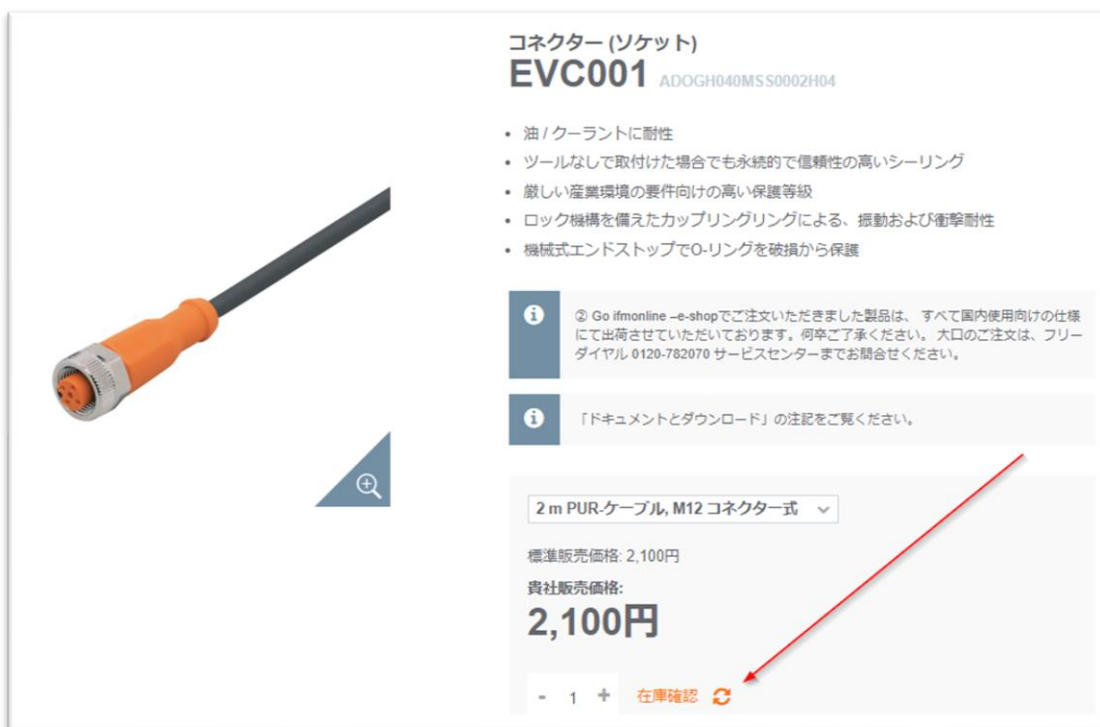 コネクター (ソケット)
EVC001 ADOGH040MSS0002H04
• 油 / クーラントに耐性
• ツールなしで取付けた場合でも永続的で信頼性の高いシーリング
• 厳しい産業環境の要件向けの高い保護等級
• ロック機構を備えたカップリングリングによる、振動および衝撃耐性
• 機械式エンドストップでO-リングを破損から保護
② Go ifmonline –e-shopでご注文いただきました製品は、 すべて国内使用向けの仕様
にて出荷させていただいております。何卒ご了承ください。 大口のご注文は、フリー
ダイヤル 0120-782070 サービスセンターまでお問合せください。
「ドキュメントとダウンロード」の注記をご覧ください。
2 m PUR-ケーブル, M12 コネクター式
標準販売価格: 2,100円
貴社販売価格:
2,100円
- 1 + 在庫確認